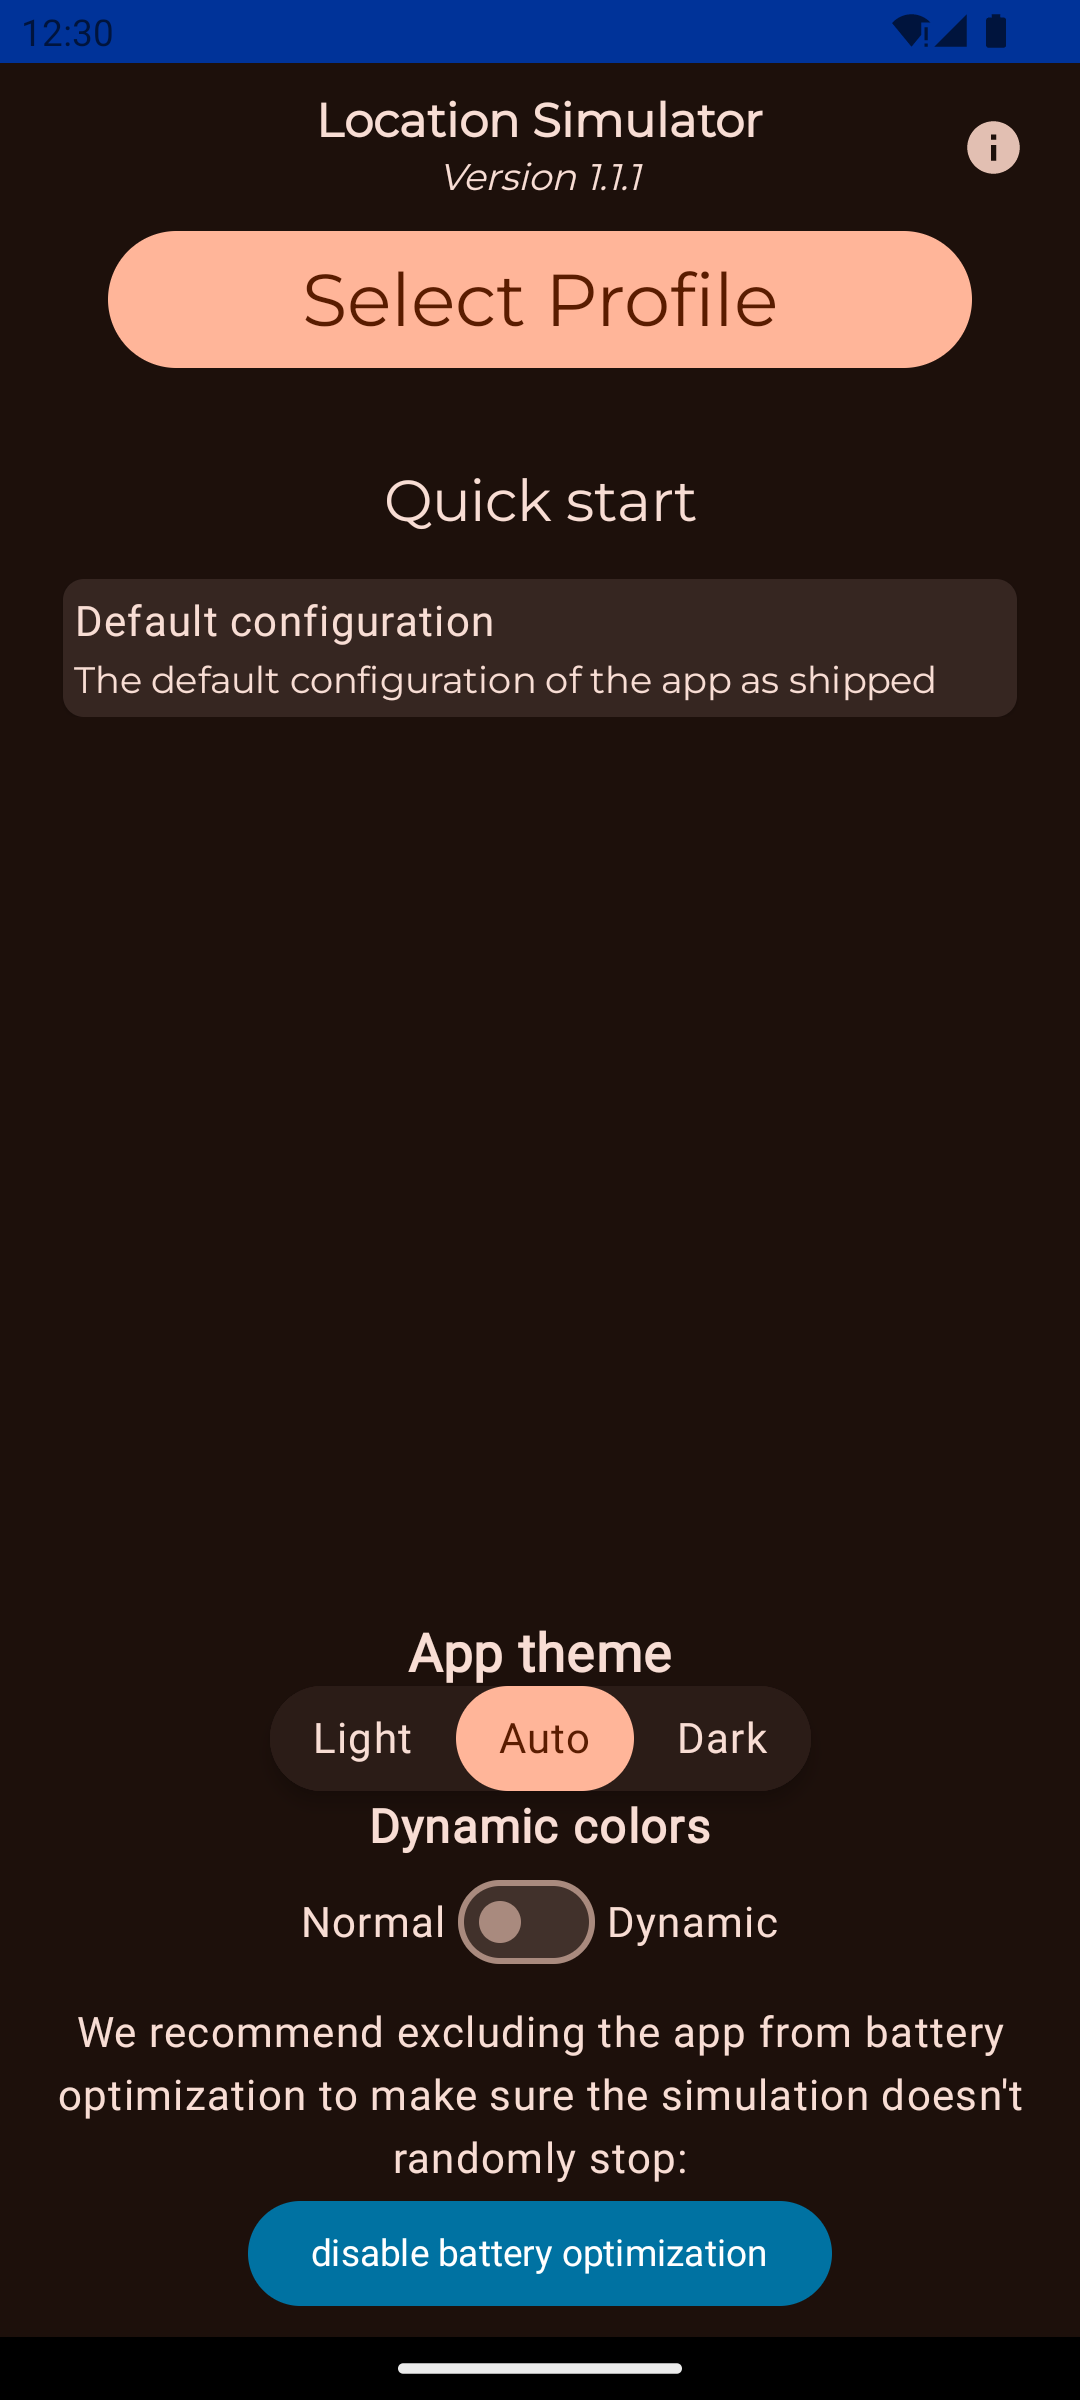 12:30
Location Simulator
Version 1.1.1
Select Profile
Quick start
Default configuration
The default configuration of the app as shipped
App theme
Light Auto Dark
Dynamic colors
Normal Dynamic
We recommend excluding the app from battery
optimization to make sure the simulation doesn't
randomly stop:
disable battery optimization